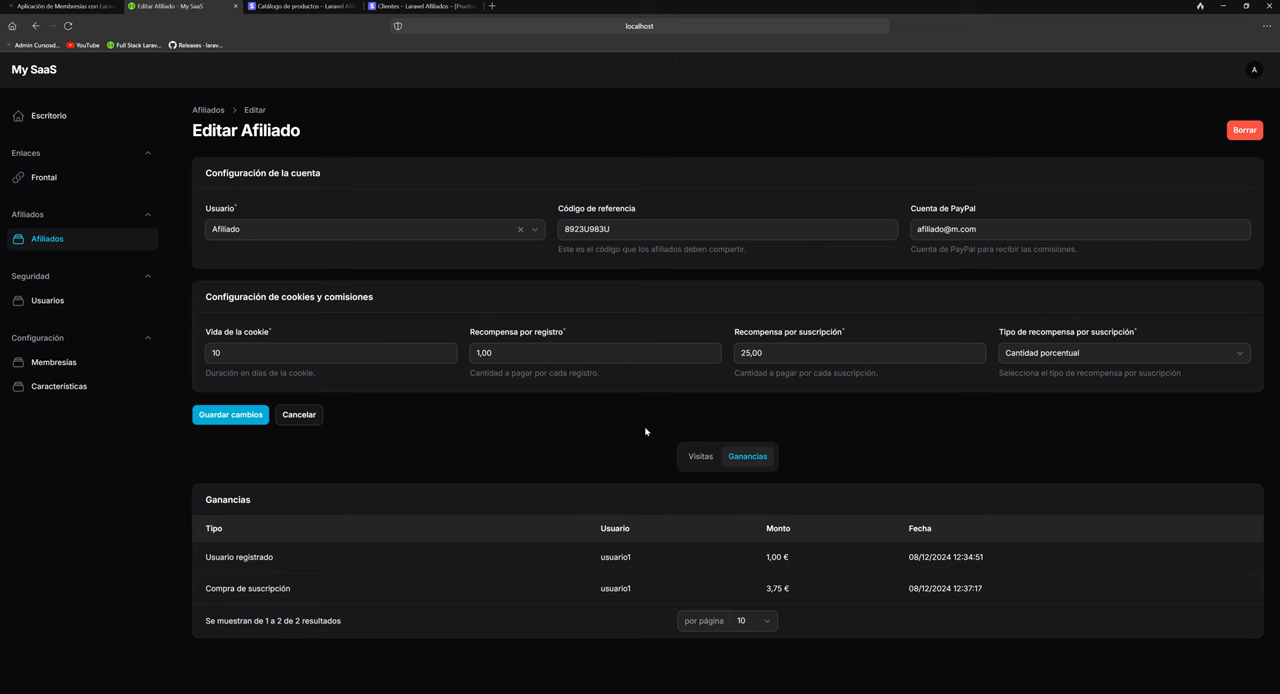 Aplicación de Membresías con Larav
Editar Afiliado - My SaaS
Catálogo de productos – Laravel Afili
Clientes – Laravel Afiliados – [Prueba
localhost
Admin Cursosd...
YouTube
Full Stack Larav...
Releases · larav...
My SaaS
A
Escritorio
Enlaces
Frontal
Afiliados
Afiliados
Seguridad
Usuarios
Configuración
Membresías
Características
Afiliados > Editar
Editar Afiliado
Borrar
Configuración de la cuenta
Usuario* Código de referencia Cuenta de PayPal
Afiliado 8923U983U afiliado@m.com
Este es el código que los afiliados deben compartir. Cuenta de PayPal para recibir las comisiones.
Configuración de cookies y comisiones
Vida de la cookie* Recompensa por registro* Recompensa por suscripción* Tipo de recompensa por suscripción*
10 1,00 25,00 Cantidad porcentual
Duración en días de la cookie. Cantidad a pagar por cada registro. Cantidad a pagar por cada suscripción. Selecciona el tipo de recompensa por suscripción
Guardar cambios Cancelar
Visitas Ganancias
Ganancias
Tipo Usuario Monto Fecha
Usuario registrado usuario1 1,00 € 08/12/2024 12:34:51
Compra de suscripción usuario1 3,75 € 08/12/2024 12:37:17
Se muestran de 1 a 2 de 2 resultados por página 10